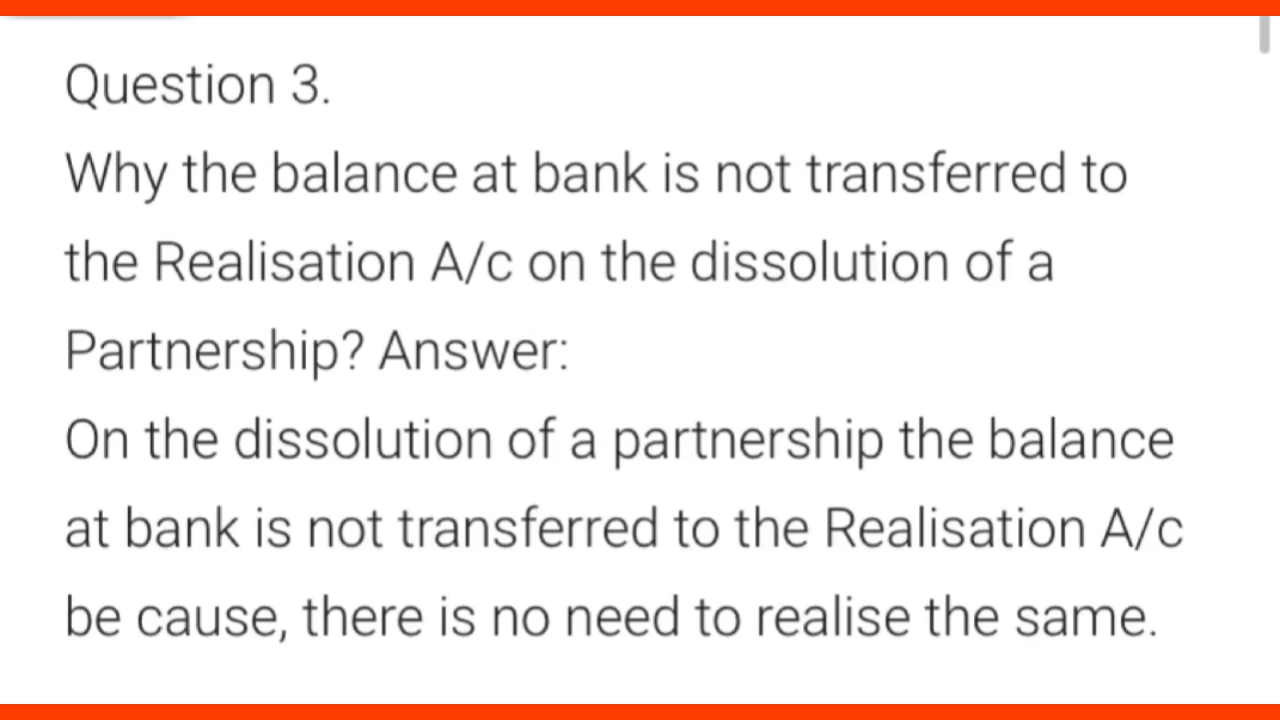 Question 3.
Why the balance at bank is not transferred to
the Realisation A/c on the dissolution of a
Partnership? Answer:
On the dissolution of a partnership the balance
at bank is not transferred to the Realisation A/c
be cause, there is no need to realise the same.